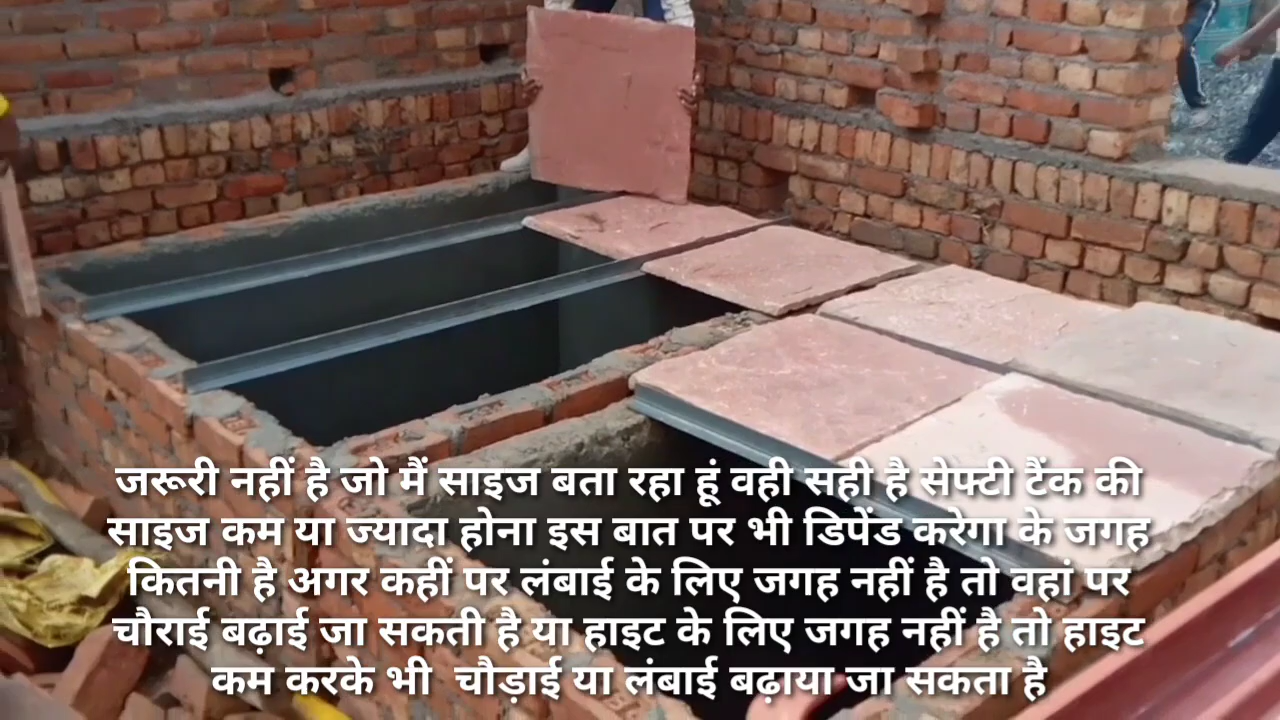 जरूरी नहीं है जो मैं साइज बता रहा हूं वही सही है सेफ्टी टैंक की
साइज कम या ज्यादा होना इस बात पर भी डिपेंड करेगा के जगह
कितनी है अगर कहीं पर लंबाई के लिए जगह नहीं है तो वहां पर
चौराई बढ़ाई जा सकती है या हाइट के लिए जगह नहीं है तो हाइट
कम करके भी चौड़ाई या लंबाई बढ़ाया जा सकता है